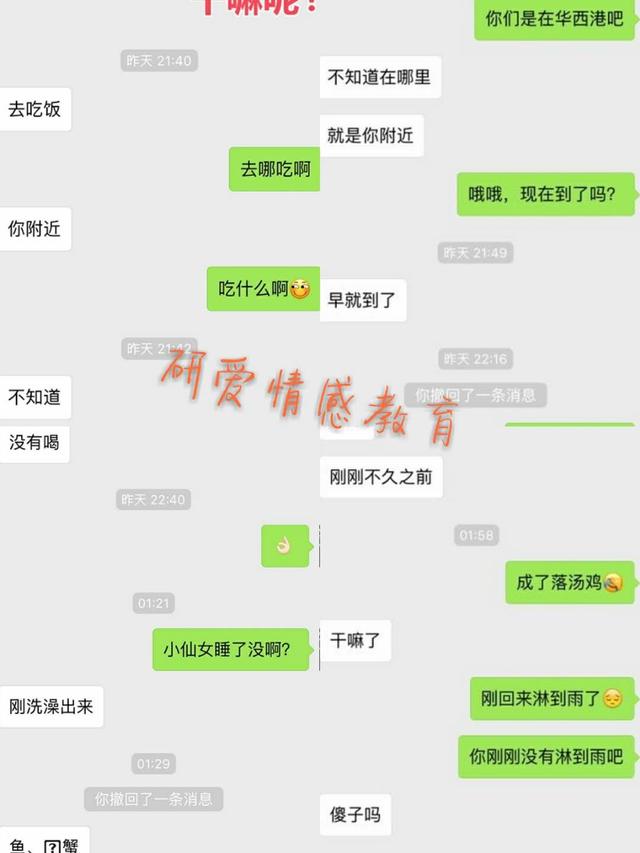 干嘛呢！
昨天 21:40
去吃饭
去哪吃啊
你附近
吃什么啊
昨天 21:42
不知道
你们是在华西港吧
不知道在哪里
就是你附近
哦哦，现在到了吗？
昨天 21:49
早就到了
昨天 22:16
你撤回了一条消息
研爱情感教育
没有喝
昨天 22:40
01:21
小仙女睡了没啊？
刚洗澡出来
01:29
你撤回了一条消息
鱼、蟹
刚刚不久之前
01:58
成了落汤鸡
干嘛了
刚回来淋到雨了
你刚刚没有淋到雨吧
傻子吗